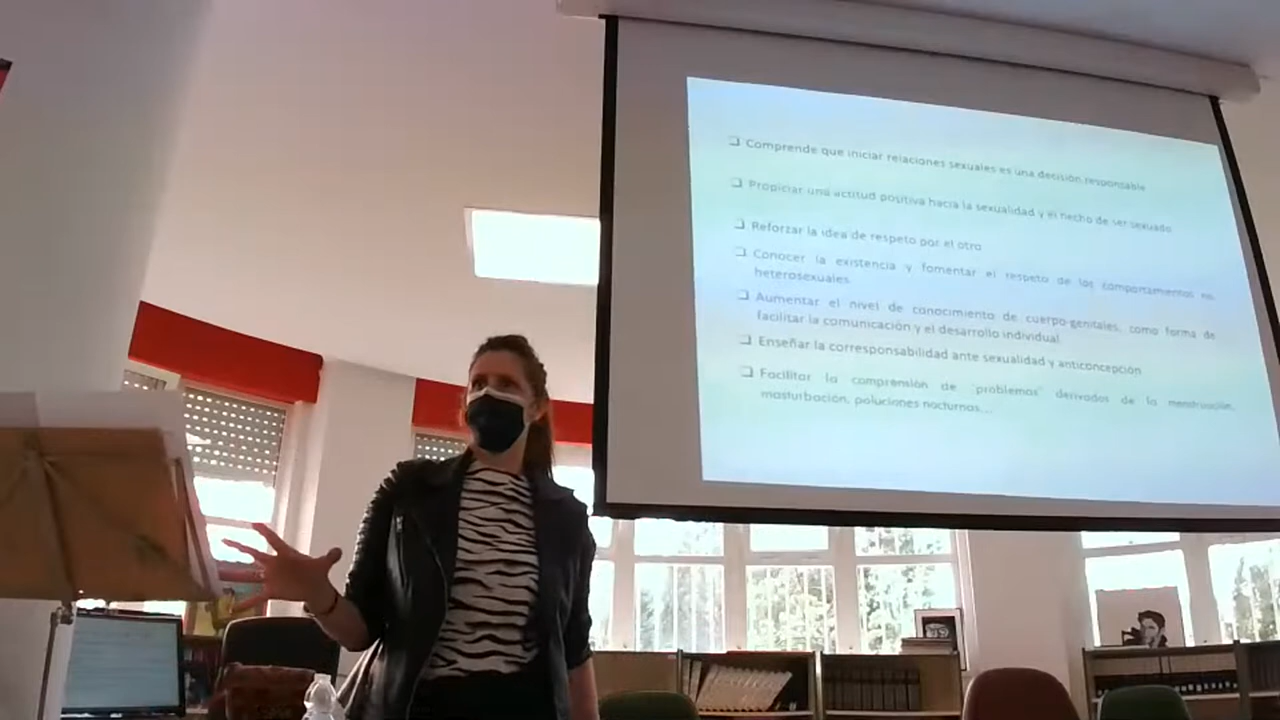 ❑ Comprende que iniciar relaciones sexuales es una decisión responsable
❑ Propiciar una actitud positiva hacia la sexualidad y el hecho de ser sexuado
❑ Reforzar la idea de respeto por el otro
❑ Conocer la existencia y fomentar el respeto de los comportamientos no
heterosexuales
❑ Aumentar el nivel de conocimiento de cuerpo-genitales, como forma de
facilitar la comunicación y el desarrollo individual
❑ Enseñar la corresponsabilidad ante sexualidad y anticoncepción
❑ Facilitar la comprensión de "problemas" derivados de la menstruación,
masturbación, poluciones nocturnas...